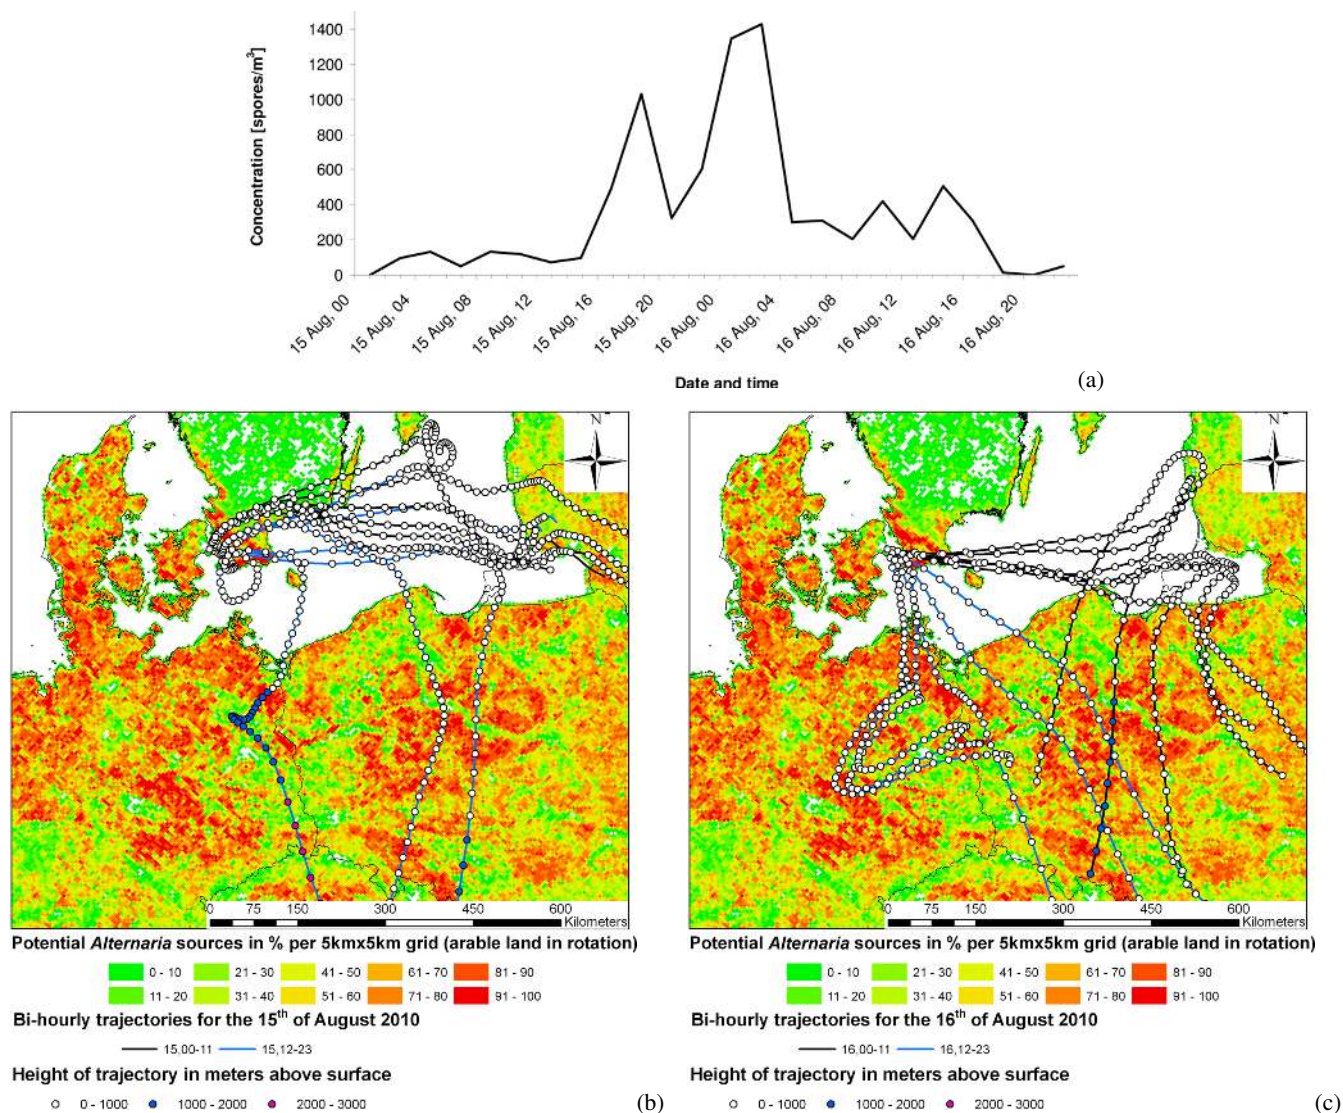 1400
1200
1000
800
600
400
200
0
Concentration [spores/m³]
15 Aug, 00
15 Aug, 04
15 Aug, 08
15 Aug, 12
15 Aug, 16
15 Aug, 20
16 Aug, 00
16 Aug, 04
16 Aug, 08
16 Aug, 12
16 Aug, 16
16 Aug, 20
Date and time
(a)
N
0 75 150 300 450 600
Kilometers
Potential Alternaria sources in % per 5kmx5km grid (arable land in rotation)
0 - 10 21 - 30 41 - 50 61 - 70 81 - 90
11 - 20 31 - 40 51 - 60 71 - 80 91 - 100
Bi-hourly trajectories for the 15th of August 2010
15,00-11 15,12-23
Height of trajectory in meters above surface
0 - 1000 1000 - 2000 2000 - 3000
(b)
N
0 75 150 300 450 600
Kilometers
Potential Alternaria sources in % per 5kmx5km grid (arable land in rotation)
0 - 10 21 - 30 41 - 50 61 - 70 81 - 90
11 - 20 31 - 40 51 - 60 71 - 80 91 - 100
Bi-hourly trajectories for the 16th of August 2010
16,00-11 16,12-23
Height of trajectory in meters above surface
0 - 1000 1000 - 2000 2000 - 3000
(c)